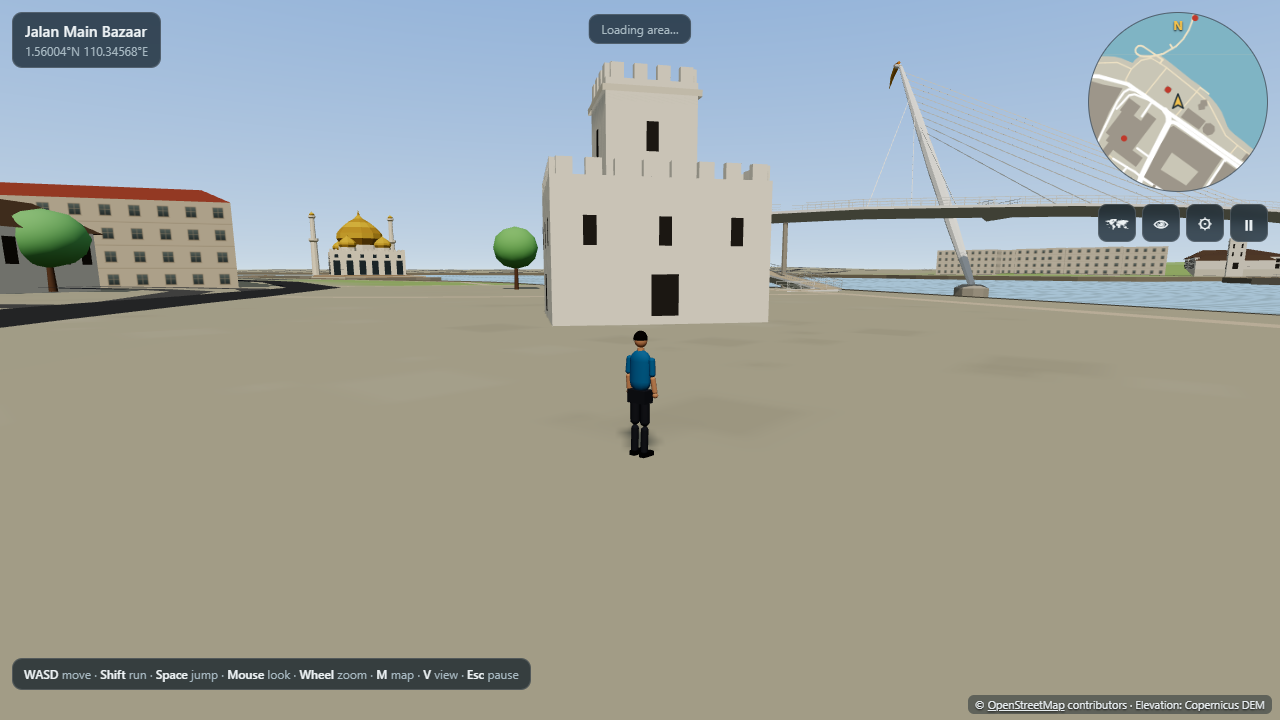 Jalan Main Bazaar
1.56004°N 110.34568°E
Loading area...
N
WASD move · Shift run · Space jump · Mouse look · Wheel zoom · M map · V view · Esc pause
© OpenStreetMap contributors · Elevation: Copernicus DEM